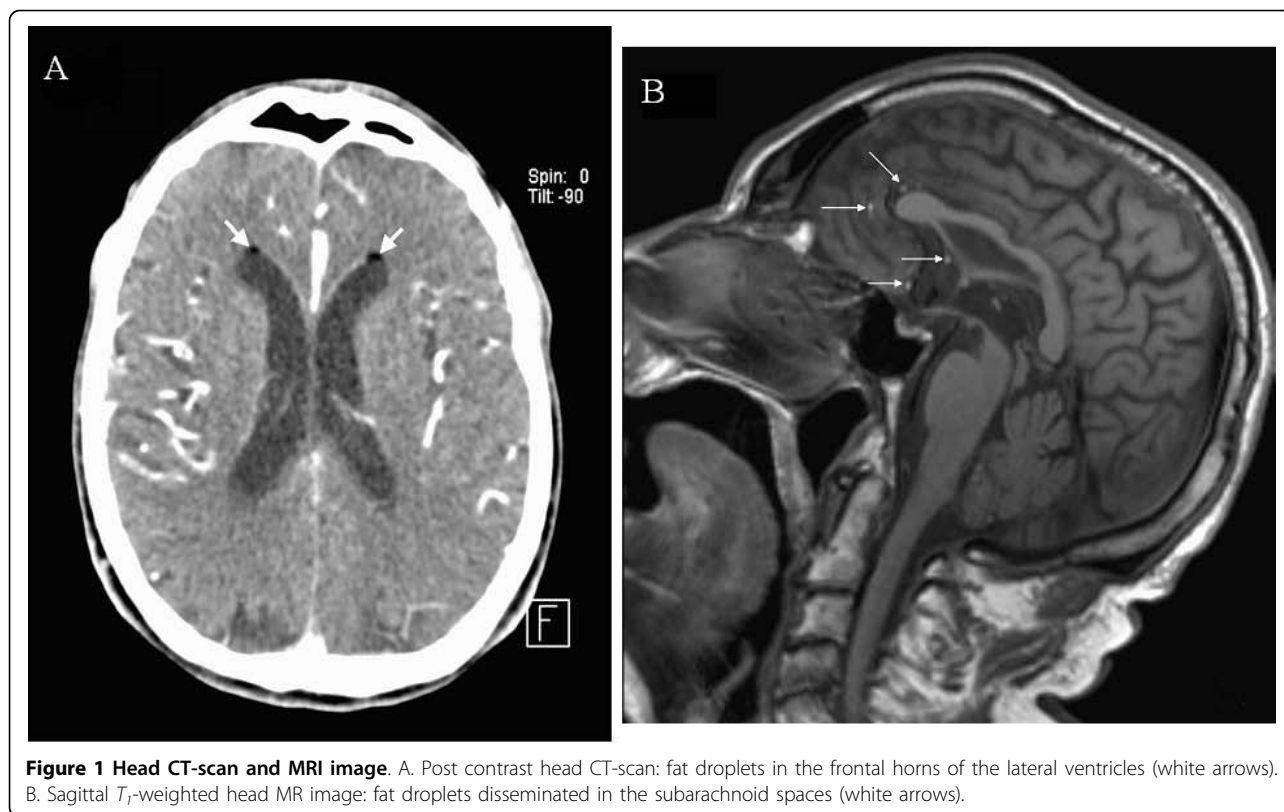 A
Spin: 0
Tilt: -90
F
B
Figure 1 Head CT-scan and MRI image. A. Post contrast head CT-scan: fat droplets in the frontal horns of the lateral ventricles (white arrows).
B. Sagittal T1-weighted head MR image: fat droplets disseminated in the subarachnoid spaces (white arrows).